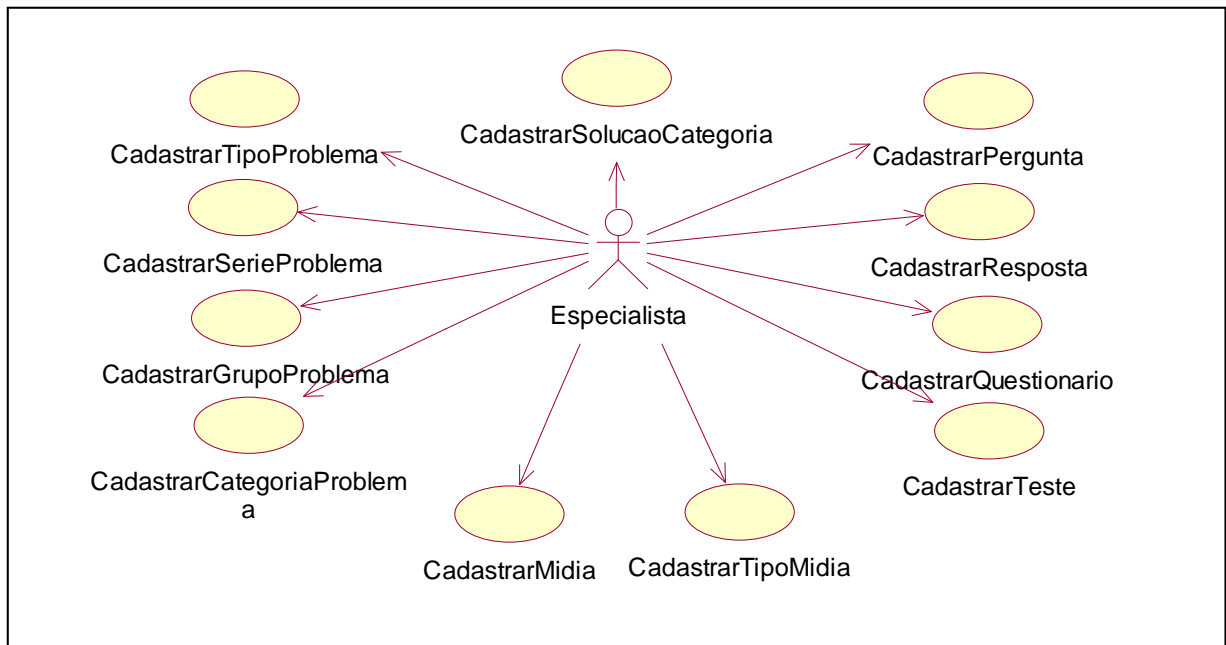 CadastrarSolucaoCategoria
CadastrarTipoProblema
CadastrarPergunta
CadastrarSerieProblema
CadastrarResposta
Especialista
CadastrarGrupoProblema
CadastrarQuestionario
CadastrarCategoriaProblem
a
CadastrarTeste
CadastrarMidia
CadastrarTipoMidia